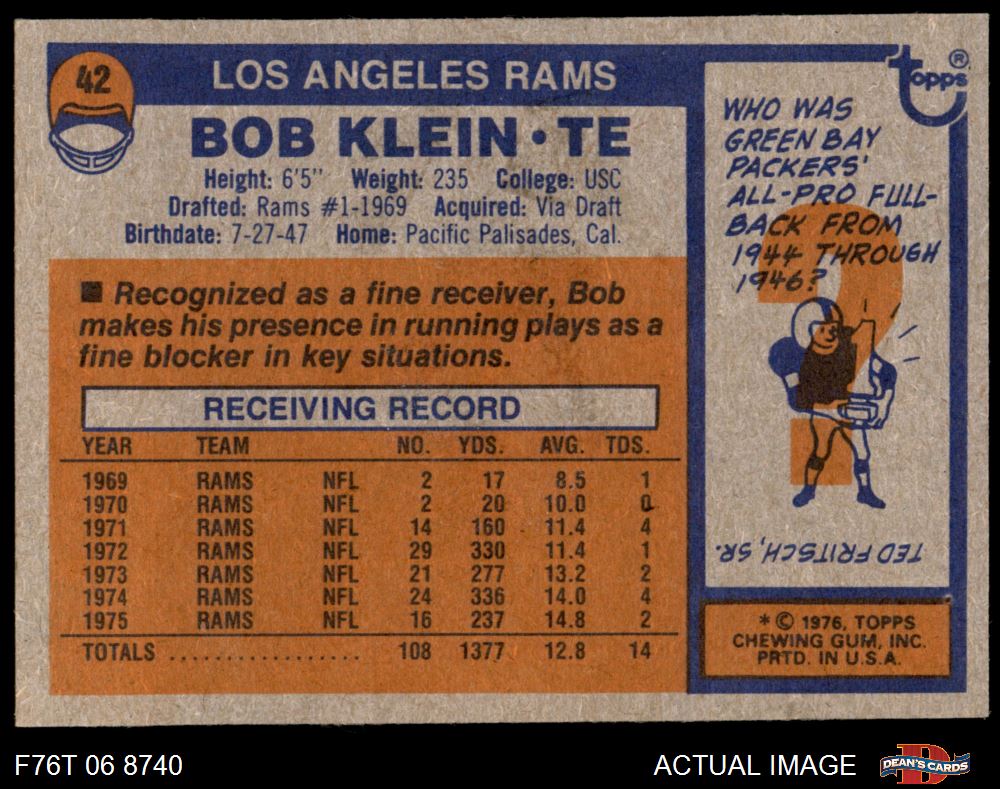 42
LOS ANGELES RAMS
BOB KLEIN • TE
Height: 6'5" Weight: 235 College: USC
Drafted: Rams #1-1969 Acquired: Via Draft
Birthdate: 7-27-47 Home: Pacific Palisades, Cal.
■ Recognized as a fine receiver, Bob
makes his presence in running plays as a
fine blocker in key situations.
RECEIVING RECORD
YEAR TEAM NO. YDS. AVG. TDS.
1969 RAMS NFL 2 17 8.5 1
1970 RAMS NFL 2 20 10.0 0
1971 RAMS NFL 14 160 11.4 4
1972 RAMS NFL 29 330 11.4 1
1973 RAMS NFL 21 277 13.2 2
1974 RAMS NFL 24 336 14.0 4
1975 RAMS NFL 16 237 14.8 2
TOTALS .................. 108 1377 12.8 14
Topps®
WHO WAS
GREEN BAY
PACKERS'
ALL-PRO FULL-
BACK FROM
1944 THROUGH
1946?
?
TED FRITSCH, SR.
* © 1976, TOPPS
CHEWING GUM, INC.
PRTD. IN U.S.A.
F76T 06 8740
ACTUAL IMAGE
D
DEAN'S CARDS